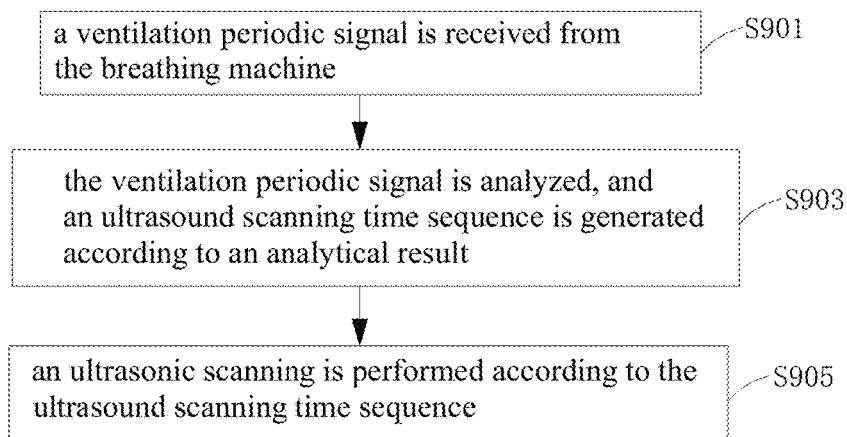 a ventilation periodic signal is received from
the breathing machine
S901
the ventilation periodic signal is analyzed, and
an ultrasound scanning time sequence is generated
according to an analytical result
S903
an ultrasonic scanning is performed according to the
ultrasound scanning time sequence
S905